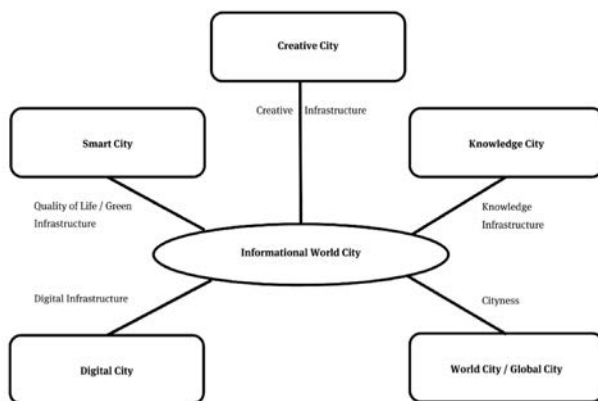 Creative City
Creative Infrastructure
Smart City
Knowledge City
Quality of Life / Green
Infrastructure
Knowledge
Infrastructure
Informational World City
Digital Infrastructure
Cityness
Digital City
World City / Global City